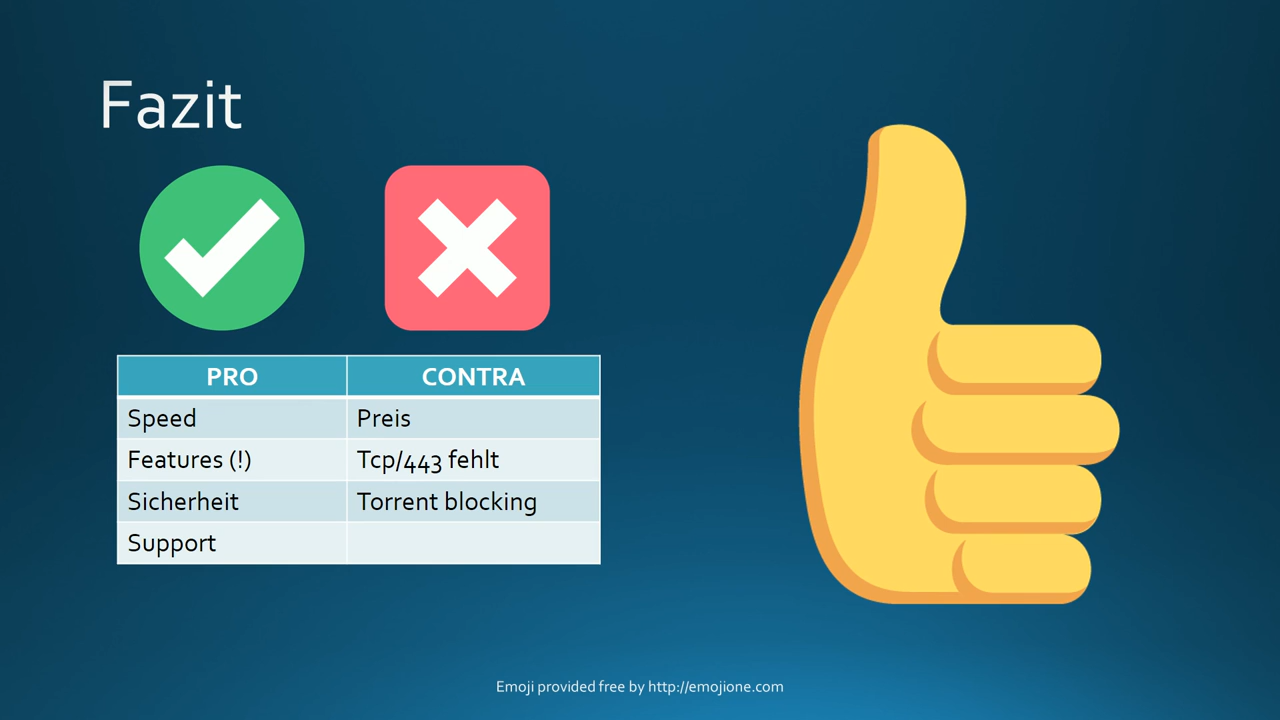 Fazit
PRO CONTRA
Speed Preis
Features (!) Tcp/443 fehlt
Sicherheit Torrent blocking
Support
Emoji provided free by http://emojione.com